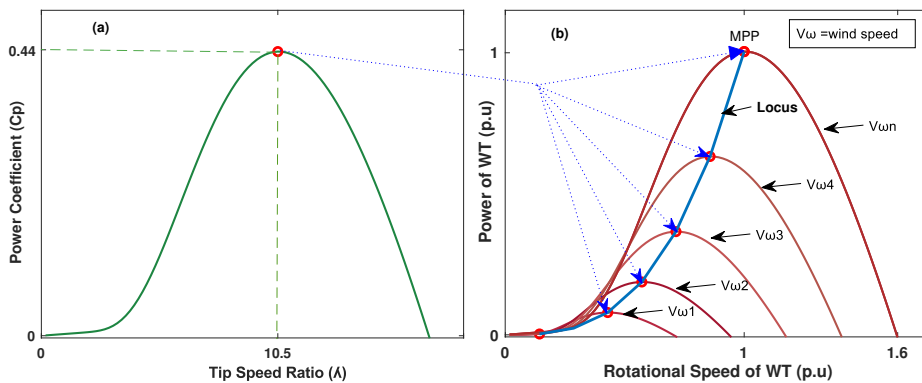 (a)
0.44
Power Coefficient (Cp)
0
0
10.5
Tip Speed Ratio (ʎ)
(b)
MPP
Vω =wind speed
1
Locus
Vωn
Vω4
Vω3
Vω2
Vω1
Power of WT (p.u)
0
0
1
1.6
Rotational Speed of WT (p.u)